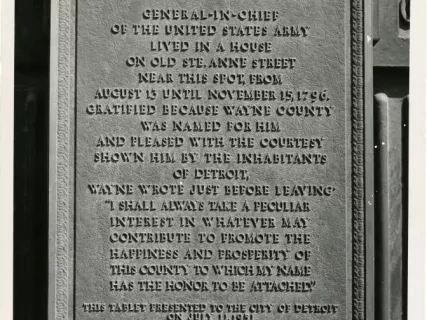 GENERAL-IN-CHIEF
OF THE UNITED STATES ARMY
LIVED IN A HOUSE
ON OLD STE. ANNE STREET
NEAR THIS SPOT, FROM
AUGUST 13 UNTIL NOVEMBER 15, 1796.
GRATIFIED BECAUSE WAYNE COUNTY
WAS NAMED FOR HIM
AND PLEASED WITH THE COURTESY
SHOWN HIM BY THE INHABITANTS
OF DETROIT,
WAYNE WROTE JUST BEFORE LEAVING
"I SHALL ALWAYS TAKE A PECULIAR
INTEREST IN WHATEVER MAY
CONTRIBUTE TO PROMOTE THE
HAPPINESS AND PROSPERITY OF
THIS COUNTY TO WHICH MY NAME
HAS THE HONOR TO BE ATTACHED."
THIS TABLET PRESENTED TO THE CITY OF DETROIT
ON JULY 11, 1931